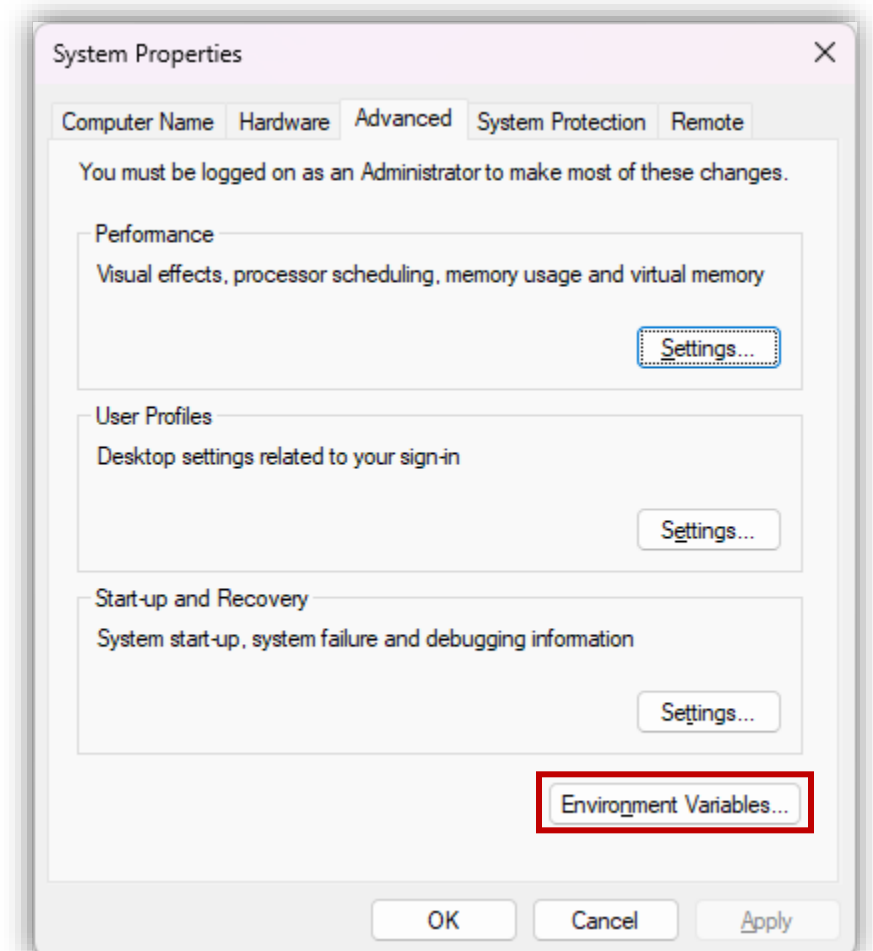 System Properties
Computer Name Hardware Advanced System Protection Remote
You must be logged on as an Administrator to make most of these changes.
Performance
Visual effects, processor scheduling, memory usage and virtual memory
Settings...
User Profiles
Desktop settings related to your sign-in
Settings...
Start-up and Recovery
System start-up, system failure and debugging information
Settings...
Environment Variables...
OK Cancel Apply